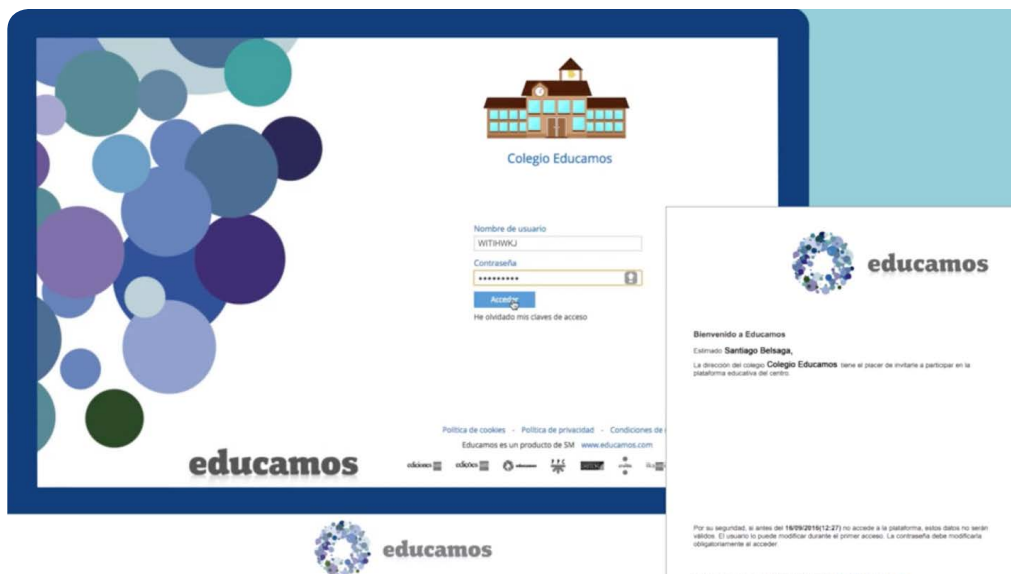 Colegio Educamos
Nombre de usuario
WITIHWKJ
Contraseña
•••••••••
Acceder
He olvidado mis claves de acceso
Política de cookies - Política de privacidad - Condiciones de
Educamos es un producto de SM www.educamos.com
educamos
ediciones
edições
educamos
educamos
educamos
Bienvenido a Educamos
Estimado Santiago Belsaga,
La dirección del colegio Colegio Educamos tiene el placer de invitarle a participar en la
plataforma educativa del centro.
Por su seguridad, si antes del 16/09/2016(12:27) no accede a la plataforma, estos datos no serán
válidos. El usuario lo puede modificar durante el primer acceso. La contraseña debe modificarla
obligatoriamente al acceder.